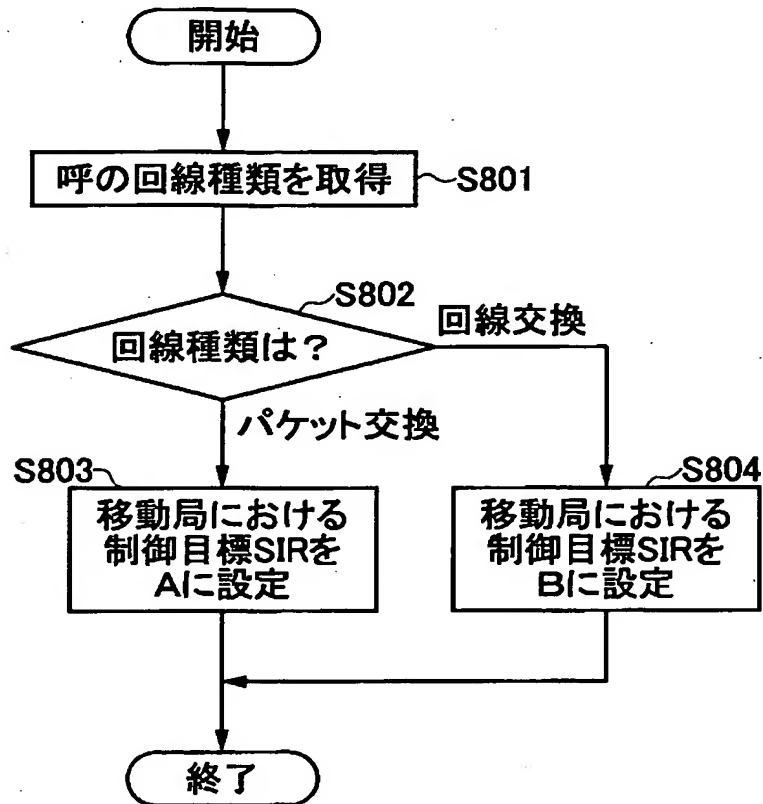 開始
呼の回線種類を取得
S801
S802
回線種類は?
回線交換
パケット交換
S803
移動局における
制御目標SIRを
Aに設定
S804
移動局における
制御目標SIRを
Bに設定
終了